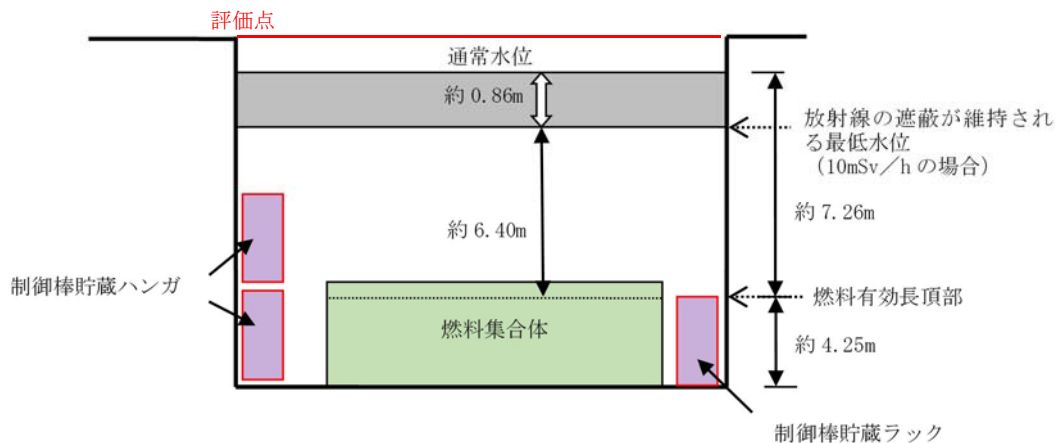 評価点
通常水位
約 0.86m
放射線の遮蔽が維持され
る最低水位
（10mSv／h の場合）
約 7.26m
約 6.40m
制御棒貯蔵ハンガ
燃料有効長頂部
燃料集合体
約 4.25m
制御棒貯蔵ラック